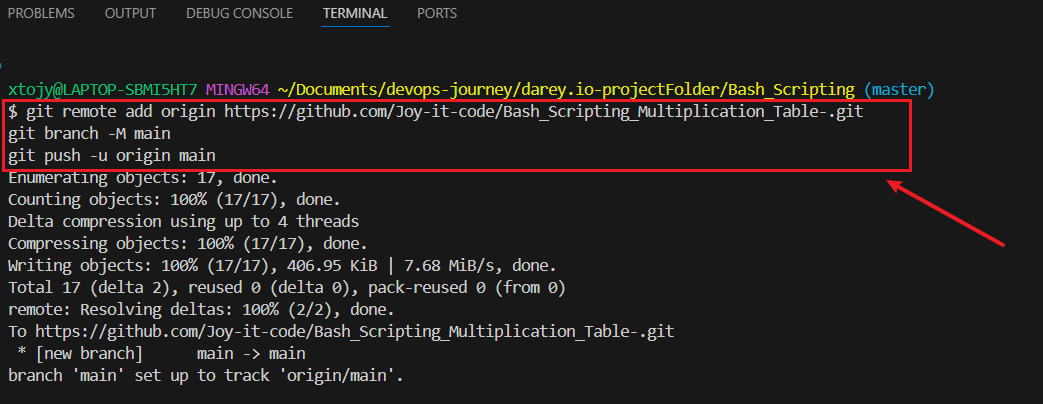 PROBLEMS OUTPUT DEBUG CONSOLE TERMINAL PORTS
xtojy@LAPTOP-SBMI5HT7 MINGW64 ~/Documents/devops-journey/darey.io-projectFolder/Bash_Scripting (master)
$ git remote add origin https://github.com/Joy-it-code/Bash_Scripting_Multiplication_Table-.git
git branch -M main
git push -u origin main
Enumerating objects: 17, done.
Counting objects: 100% (17/17), done.
Delta compression using up to 4 threads
Compressing objects: 100% (17/17), done.
Writing objects: 100% (17/17), 406.95 KiB | 7.68 MiB/s, done.
Total 17 (delta 2), reused 0 (delta 0), pack-reused 0 (from 0)
remote: Resolving deltas: 100% (2/2), done.
To https://github.com/Joy-it-code/Bash_Scripting_Multiplication_Table-.git
 * [new branch]      main -> main
branch 'main' set up to track 'origin/main'.